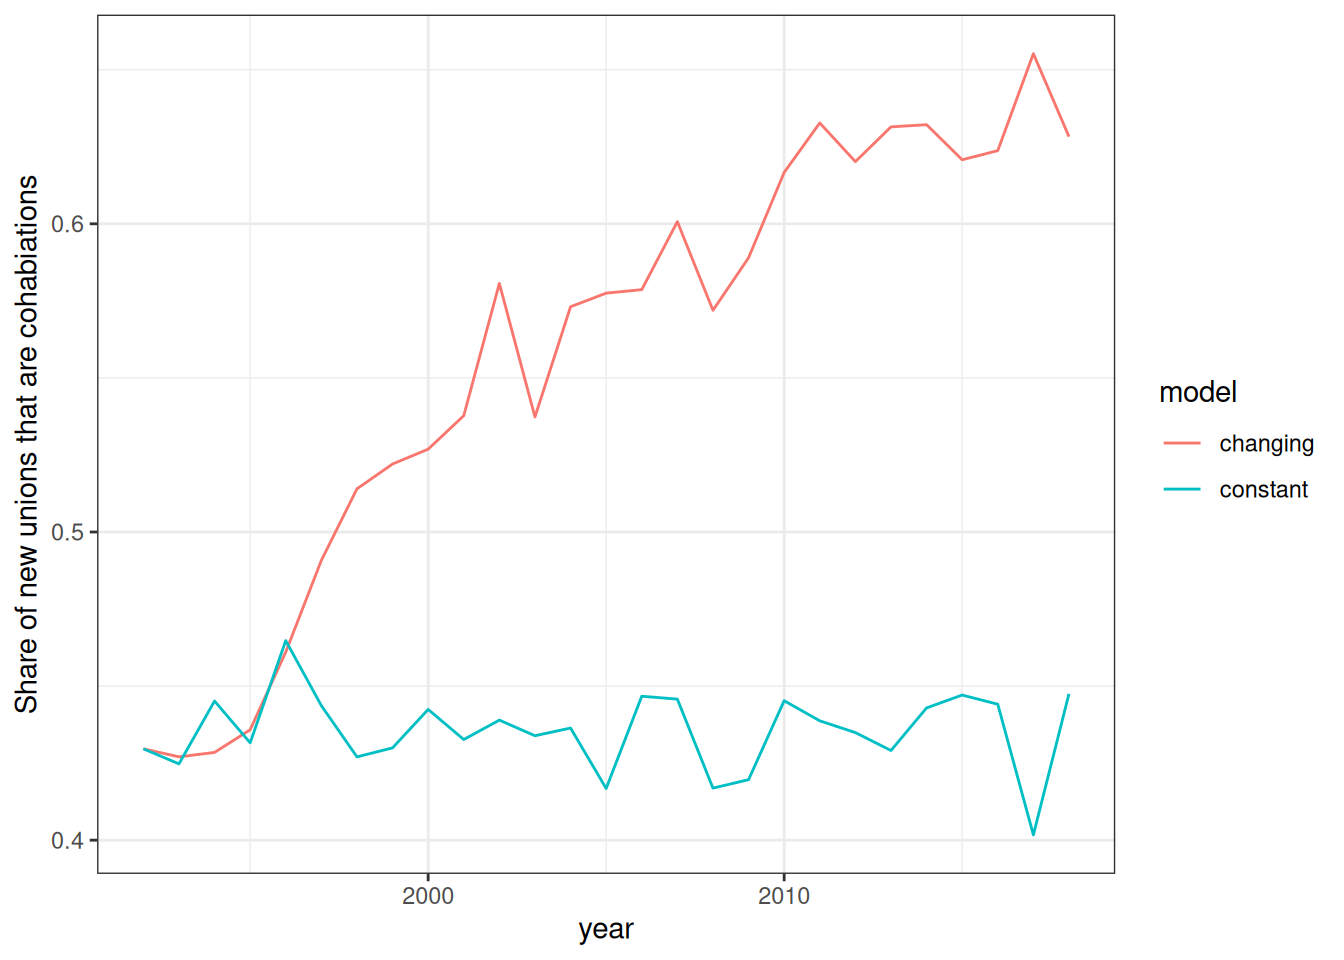 Share of new unions that are cohabiations
0.6
0.5
0.4
2000 2010
year
model
changing
constant